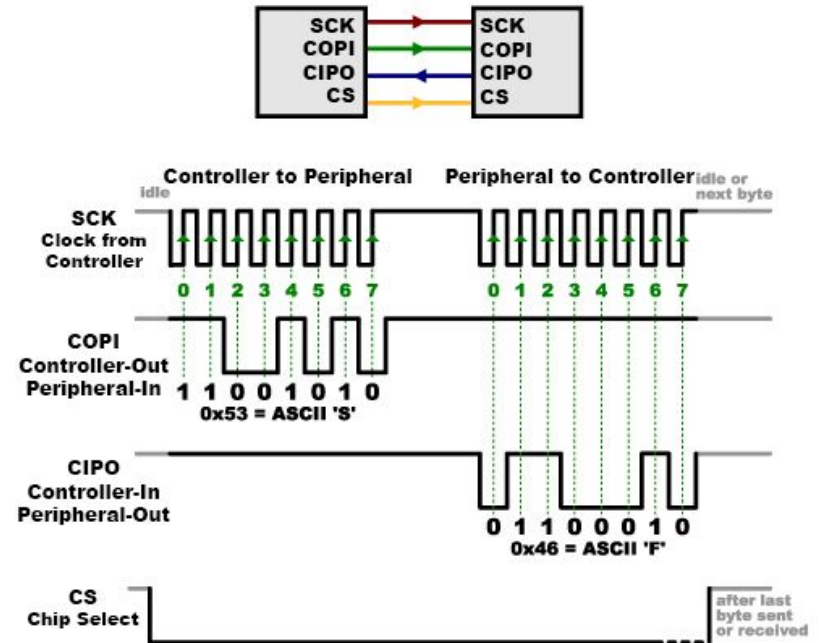 SCK SCK
COPI COPI
CIPO CIPO
CS CS
Controller to Peripheral
Peripheral to Controller
idle
idle or
next byte
SCK
Clock from
Controller
0 1 2 3 4 5 6 7
0 1 2 3 4 5 6 7
COPI
Controller-Out
Peripheral-In
1 1 0 0 1 0 1 0
0x53 = ASCII 'S'
CIPO
Controller-In
Peripheral-Out
0 1 1 0 0 0 1 0
0x46 = ASCII 'F'
CS
Chip Select
after last
byte sent
or received